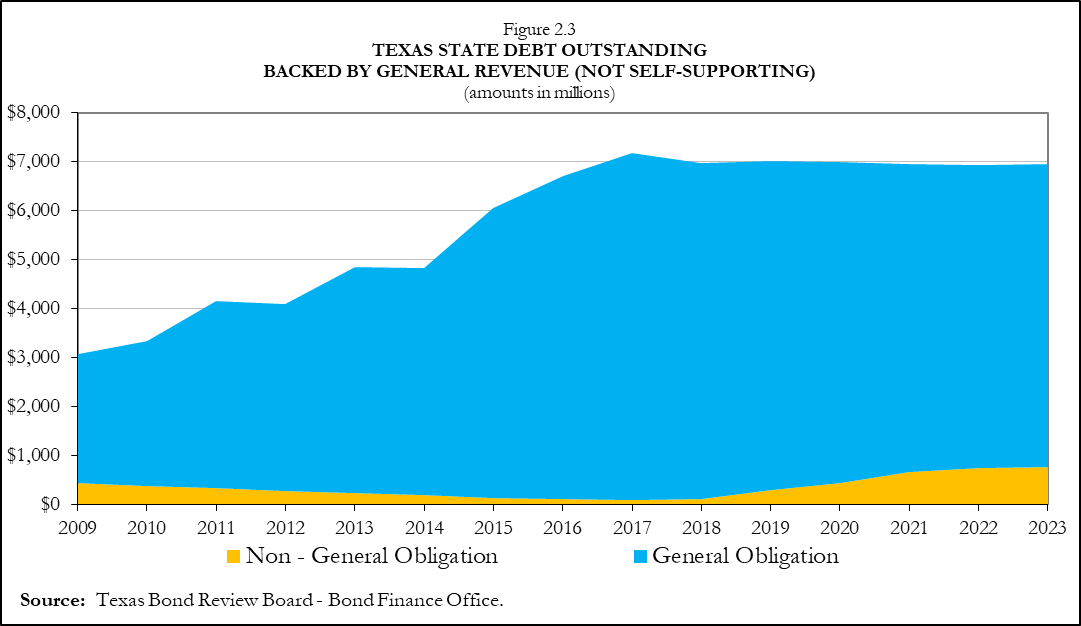 Figure 2.3
TEXAS STATE DEBT OUTSTANDING
BACKED BY GENERAL REVENUE (NOT SELF-SUPPORTING)
(amounts in millions)
$8,000
$7,000
$6,000
$5,000
$4,000
$3,000
$2,000
$1,000
$0
2009 2010 2011 2012 2013 2014 2015 2016 2017 2018 2019 2020 2021 2022 2023
Non - General Obligation General Obligation
Source: Texas Bond Review Board - Bond Finance Office.